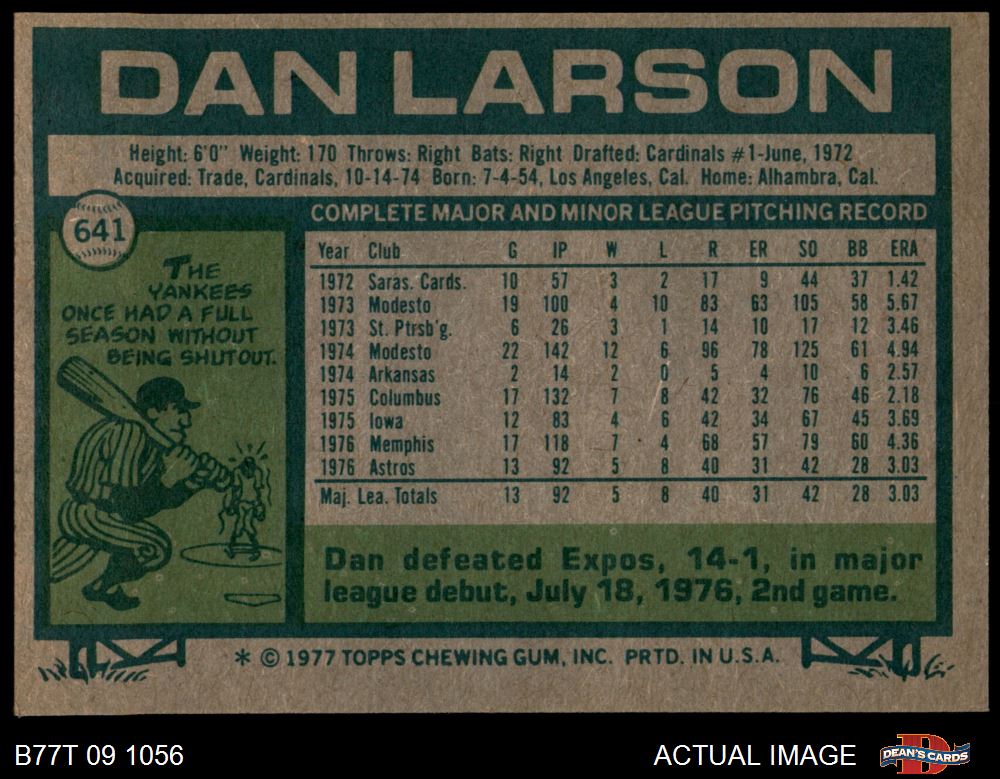 DAN LARSON
Height: 6'0" Weight: 170 Throws: Right Bats: Right Drafted: Cardinals #1-June, 1972
Acquired: Trade, Cardinals, 10-14-74 Born: 7-4-54, Los Angeles, Cal. Home: Alhambra, Cal.
641
THE
YANKEES
ONCE HAD A FULL
SEASON WITHOUT
BEING SHUTOUT.
COMPLETE MAJOR AND MINOR LEAGUE PITCHING RECORD
Year Club G IP W L R ER SO BB ERA
1972 Saras. Cards. 10 57 3 2 17 9 44 37 1.42
1973 Modesto 19 100 4 10 83 63 105 58 5.67
1973 St. Ptrsb'g. 6 26 3 1 14 10 17 12 3.46
1974 Modesto 22 142 12 6 96 78 125 61 4.94
1974 Arkansas 2 14 2 0 5 4 10 6 2.57
1975 Columbus 17 132 7 8 42 32 76 46 2.18
1975 Iowa 12 83 4 6 42 34 67 45 3.69
1976 Memphis 17 118 7 4 68 57 79 60 4.36
1976 Astros 13 92 5 8 40 31 42 28 3.03
Maj. Lea. Totals 13 92 5 8 40 31 42 28 3.03
Dan defeated Expos, 14-1, in major
league debut, July 18, 1976, 2nd game.
* © 1977 TOPPS CHEWING GUM, INC. PRTD. IN U.S.A.
B77T 09 1056
ACTUAL IMAGE
DEAN'S CARDS